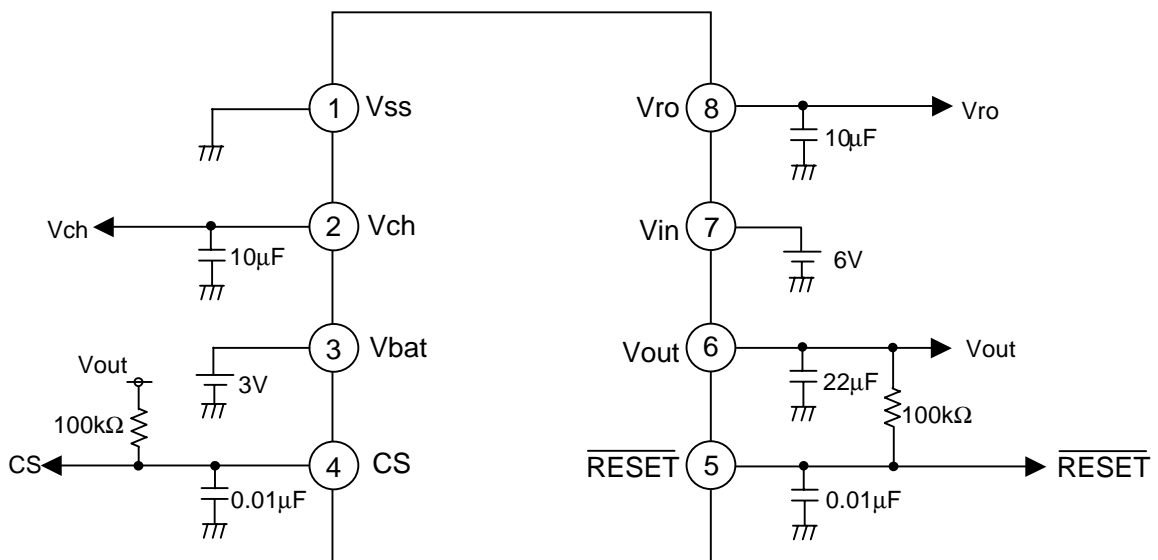 1 Vss
Vro 8
Vro
10µF
Vch
2 Vch
10µF
Vin 7
6V
3 Vbat
3V
Vout 6
Vout
22µF
100kΩ
Vout
100kΩ
CS
4 CS
0.01µF
RESET 5
RESET
0.01µF